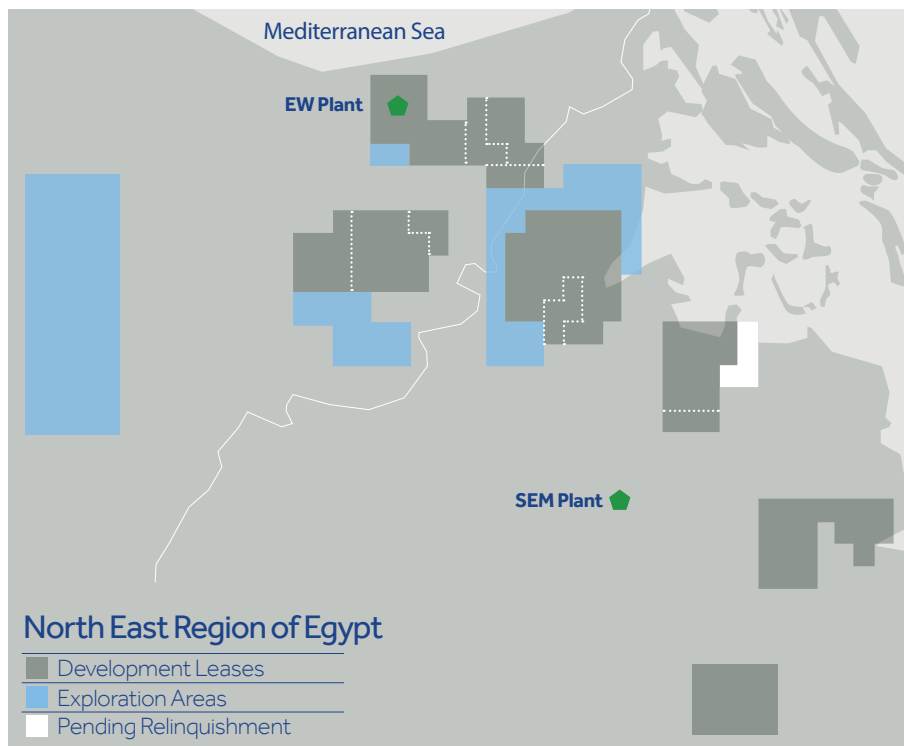 Mediterranean Sea
EW Plant
SEM Plant
North East Region of Egypt
Development Leases
Exploration Areas
Pending Relinquishment